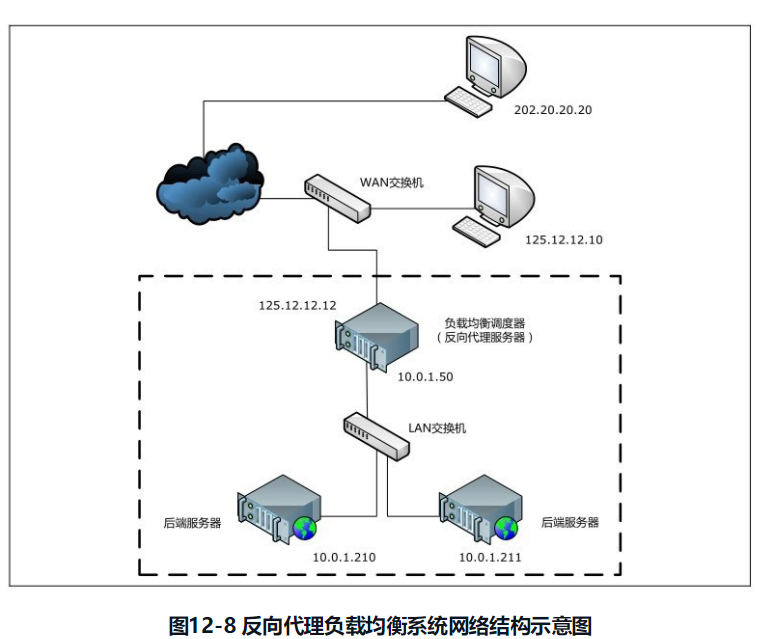 202.20.20.20
WAN交换机
125.12.12.10
125.12.12.12
负载均衡调度器
（反向代理服务器）
10.0.1.50
LAN交换机
后端服务器
后端服务器
10.0.1.210
10.0.1.211
图12-8 反向代理负载均衡系统网络结构示意图